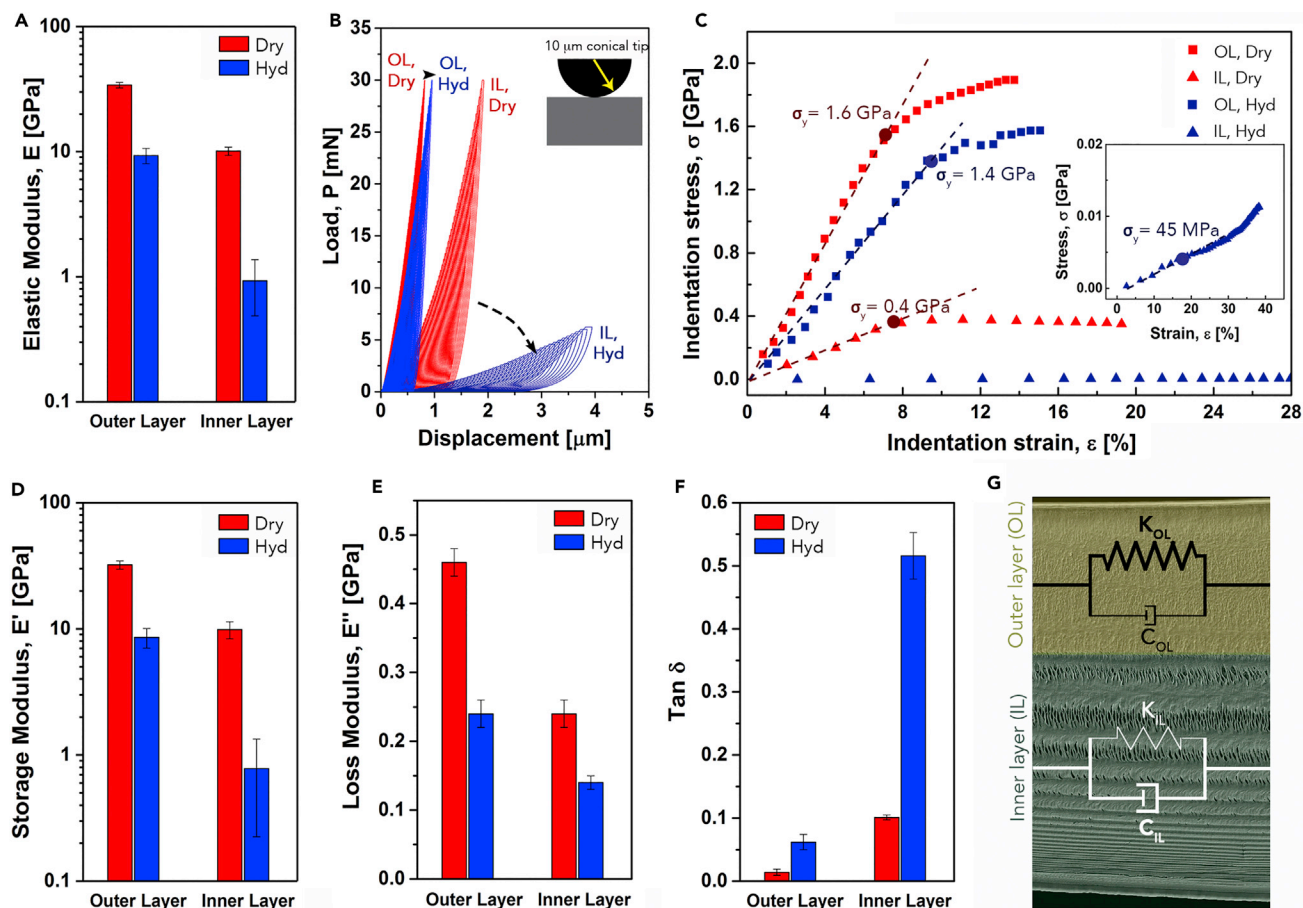 A
Elastic Modulus, E [GPa]
100
10
1
0.1
Dry
Hyd
Outer Layer
Inner Layer
B
Load, P [mN]
35
30
25
20
15
10
5
0
OL,
Dry
OL,
Hyd
IL,
Dry
IL,
Hyd
10 μm conical tip
0 1 2 3 4 5
Displacement [μm]
C
Indentation stress, σ [GPa]
2.0
1.6
1.2
0.8
0.4
0.0
σy= 1.6 GPa
σy= 1.4 GPa
σy= 0.4 GPa
OL, Dry
IL, Dry
OL, Hyd
IL, Hyd
Stress, σ [GPa]
0.01
0.01
0.00
σy= 45 MPa
0 10 20 30 40
Strain, ε [%]
0 4 8 12 16 20 24 28
Indentation strain, ε [%]
D
Storage Modulus, E' [GPa]
100
10
1
0.1
Dry
Hyd
Outer Layer
Inner Layer
E
Loss Modulus, E'' [GPa]
0.5
0.4
0.3
0.2
0.1
0.0
Dry
Hyd
Outer Layer
Inner Layer
F
Tan δ
0.6
0.5
0.4
0.3
0.2
0.1
0.0
Dry
Hyd
Outer Layer
Inner Layer
G
Outer layer (OL)
Inner layer (IL)
KOL
COL
KIL
CIL